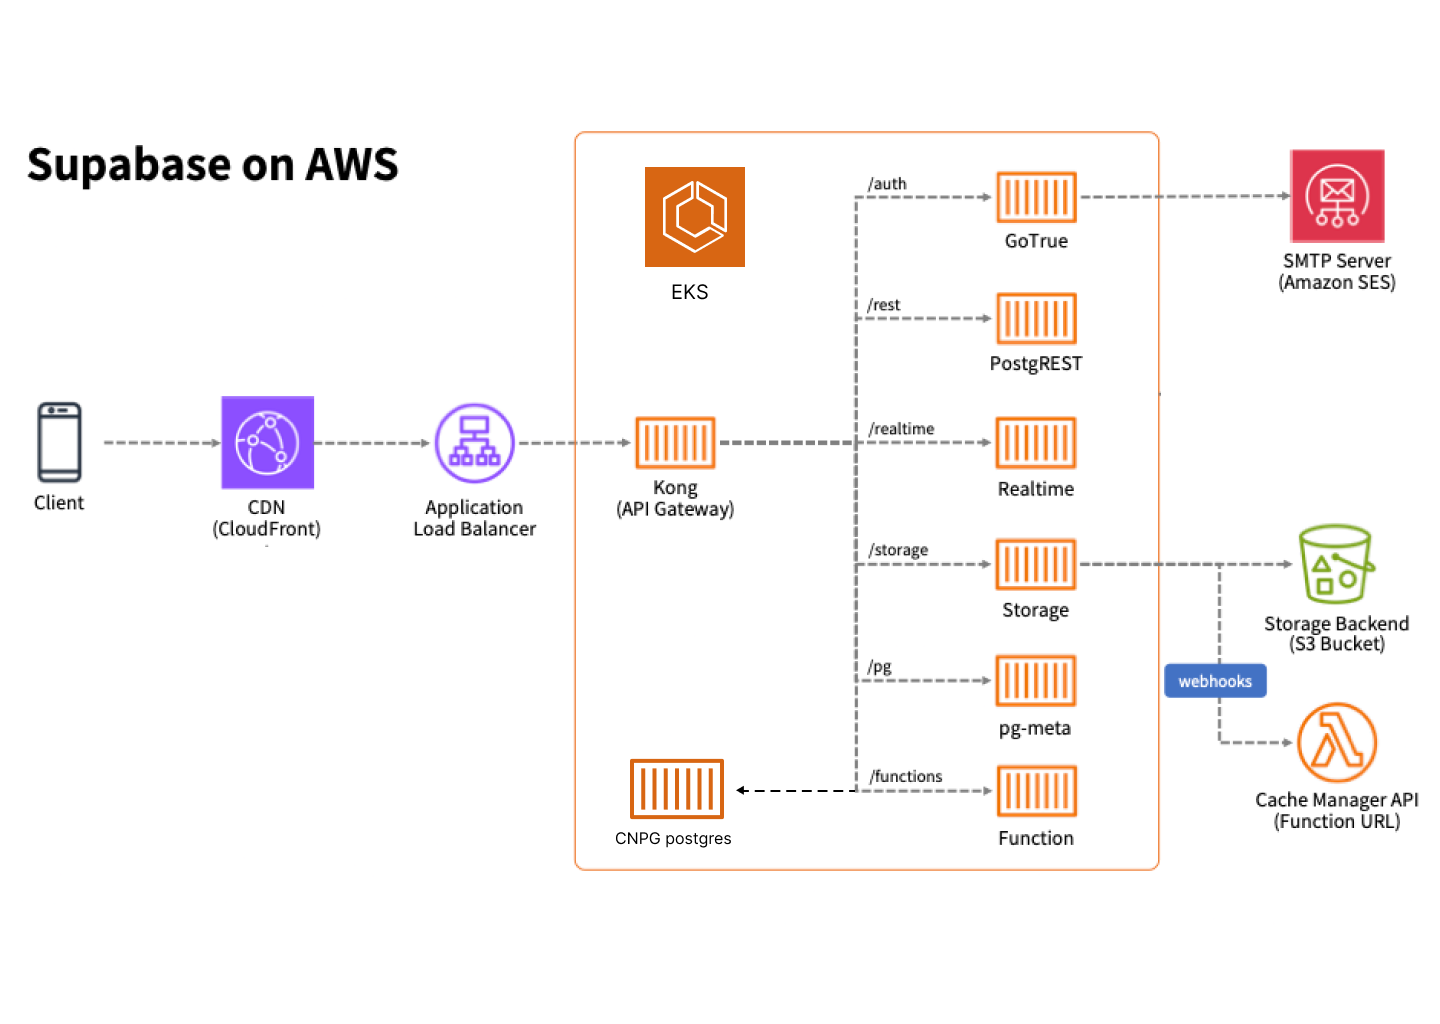 Supabase on AWS
EKS
/auth
GoTrue
SMTP Server
(Amazon SES)
/rest
PostgREST
Client
CDN
(CloudFront)
Application
Load Balancer
Kong
(API Gateway)
/realtime
Realtime
/storage
Storage
Storage Backend
(S3 Bucket)
/pg
pg-meta
webhooks
Cache Manager API
(Function URL)
/functions
Function
CNPG postgres